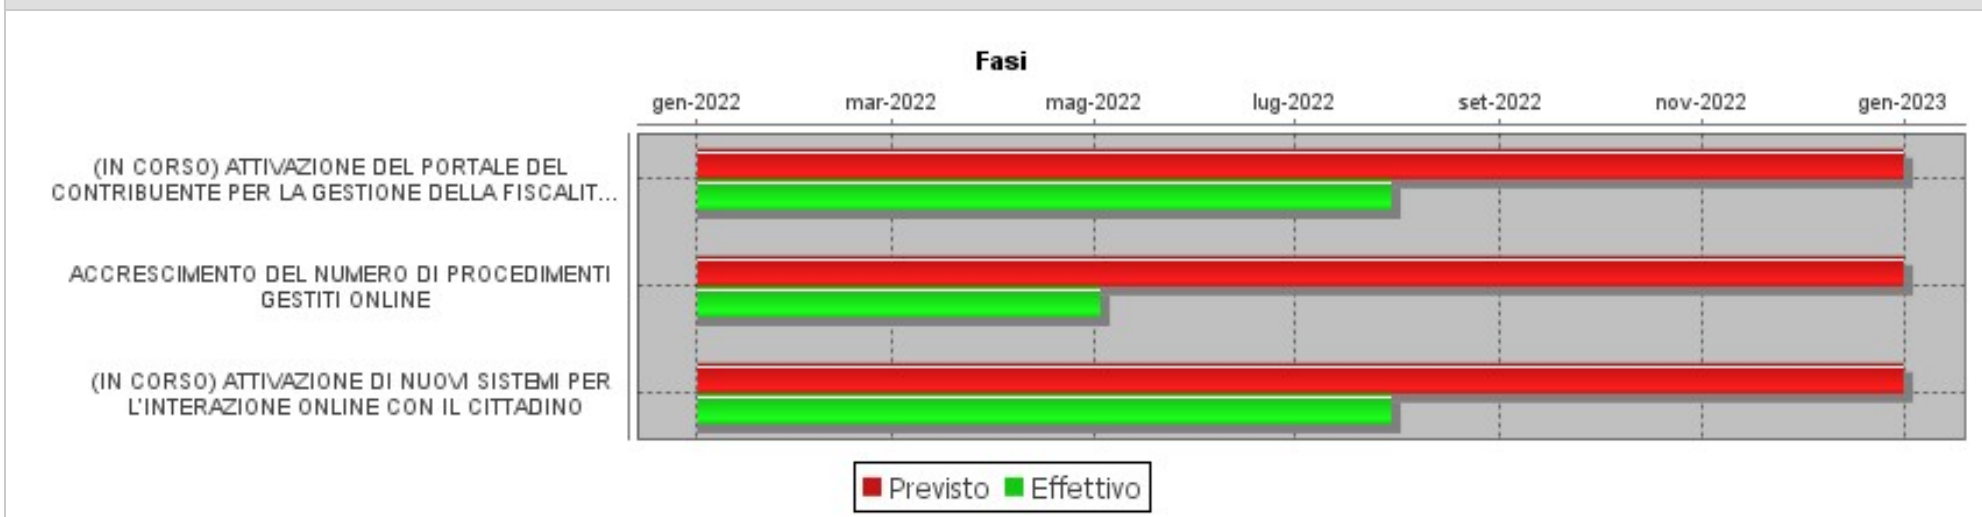 Fasi
gen-2022 mar-2022 mag-2022 lug-2022 set-2022 nov-2022 gen-2023
(IN CORSO) ATTIVAZIONE DEL PORTALE DEL
CONTRIBUENTE PER LA GESTIONE DELLA FISCALIT...
ACCRESCIMENTO DEL NUMERO DI PROCEDIMENTI
GESTITI ONLINE
(IN CORSO) ATTIVAZIONE DI NUOVI SISTEMI PER
L'INTERAZIONE ONLINE CON IL CITTADINO
Previsto Effettivo